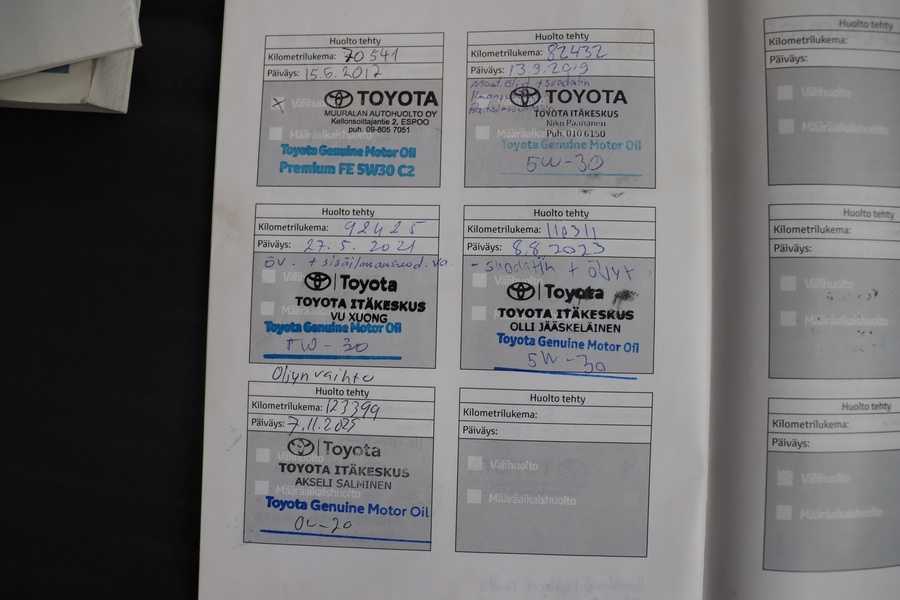 Huolto tehty
Kilometrilukema: 70541
Päiväys: 15.6.2017
Välihuolto
TOYOTA
MUURALAN AUTOHUOLTO OY
Kellonsoittajantie 2, ESPOO
puh. 09-805 7051
Määräaikaishuolto
Toyota Genuine Motor Oil
Premium FE 5W30 C2
Huolto tehty
Kilometrilukema: 82432
Päiväys: 13.9.2019
Moot. öljyt + suodatin
TOYOTA
TOYOTA ITÄKESKUS
Niko Paananen
Puh. 010 6150
Määräaikaishuolto
Toyota Genuine Motor Oil
5W-30
Huolto tehty
Kilometrilukema: 92425
Päiväys: 27.5.2021
öv. + sisäilmansuod. va
Toyota
TOYOTA ITÄKESKUS
VU XUONG
Toyota Genuine Motor Oil
5W-30
Huolto tehty
Kilometrilukema: 110311
Päiväys: 8.8.2023
- suodatin + öljyt
Toyota
TOYOTA ITÄKESKUS
OLLI JÄÄSKELÄINEN
Toyota Genuine Motor Oil
5W-30
Öljynvaihto
Huolto tehty
Kilometrilukema: 123399
Päiväys: 7.11.2025
Välihuolto
Toyota
TOYOTA ITÄKESKUS
AKSELI SALMINEN
Määräaikaishuolto
Toyota Genuine Motor Oil
0W-20
Huolto tehty
Kilometrilukema:
Päiväys:
Välihuolto
Määräaikaishuolto
Huolto tehty
Kilometrilukema:
Päiväys:
Välihuolto
Määräaikaishuolto
Huolto tehty
Kilometrilukema:
Päiväys:
Välihuolto
Määräaikaishuolto
Huolto tehty
Kilometrilukema:
Päiväys:
Välihuolto
Määräaikaishuolto